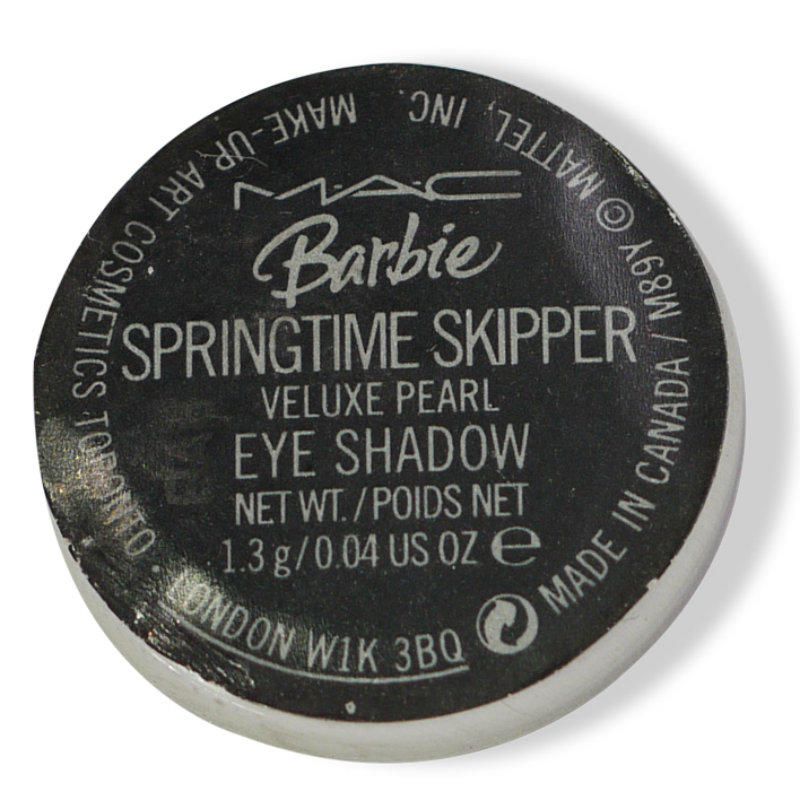 M·A·C
Barbie
SPRINGTIME SKIPPER
VELUXE PEARL
EYE SHADOW
NET WT./POIDS NET
1.3 g/0.04 US OZ e
MAKE-UP ART COSMETICS TORONTO · LONDON W1K 3BQ
MADE IN CANADA / M89Y © MATTEL, INC.